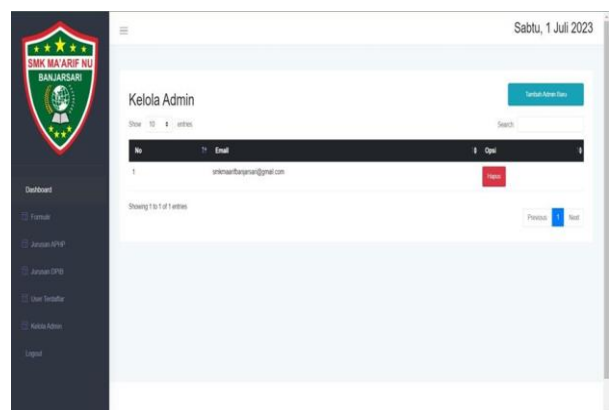 SMK MA'ARIF NU
BANJARSARI
Dashboard
Formulir
Jurusan APHP
Jurusan DPIB
User Terdaftar
Kelola Admin
Logout
Sabtu, 1 Juli 2023
Kelola Admin
Tambah Admin Baru
Show 10 entries
Search:
No Email Opsi
1 smkmaarifbanjarsari@gmail.com Hapus
Showing 1 to 1 of 1 entries
Previous 1 Next